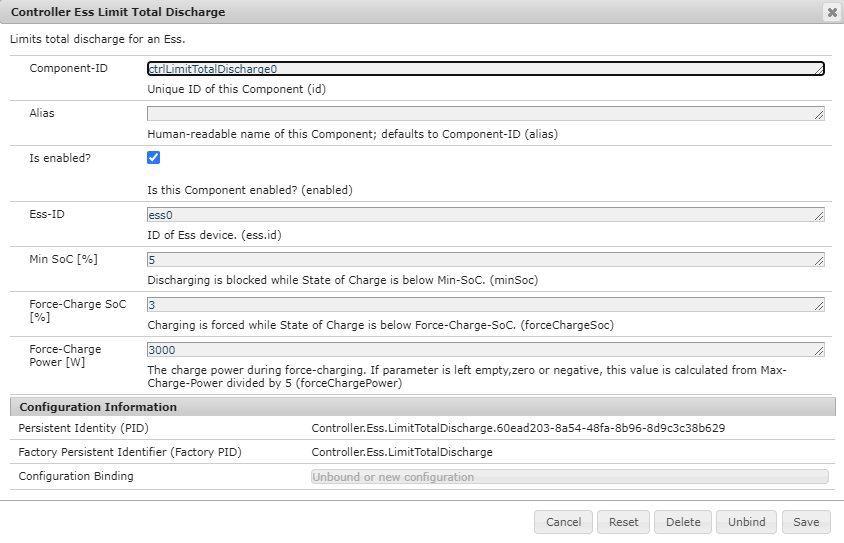 Controller Ess Limit Total Discharge
Limits total discharge for an Ess.
Component-ID
ctrlLimitTotalDischarge0
Unique ID of this Component (id)
Alias
Human-readable name of this Component; defaults to Component-ID (alias)
Is enabled?
Is this Component enabled? (enabled)
Ess-ID
ess0
ID of Ess device. (ess.id)
Min SoC [%]
5
Discharging is blocked while State of Charge is below Min-SoC. (minSoc)
Force-Charge SoC
[%]
3
Charging is forced while State of Charge is below Force-Charge-SoC. (forceChargeSoc)
Force-Charge
Power [W]
3000
The charge power during force-charging. If parameter is left empty,zero or negative, this value is calculated from Max-
Charge-Power divided by 5 (forceChargePower)
Configuration Information
Persistent Identity (PID)
Controller.Ess.LimitTotalDischarge.60ead203-8a54-48fa-8b96-8d9c3c38b629
Factory Persistent Identifier (Factory PID)
Controller.Ess.LimitTotalDischarge
Configuration Binding
Unbound or new configuration
Cancel
Reset
Delete
Unbind
Save